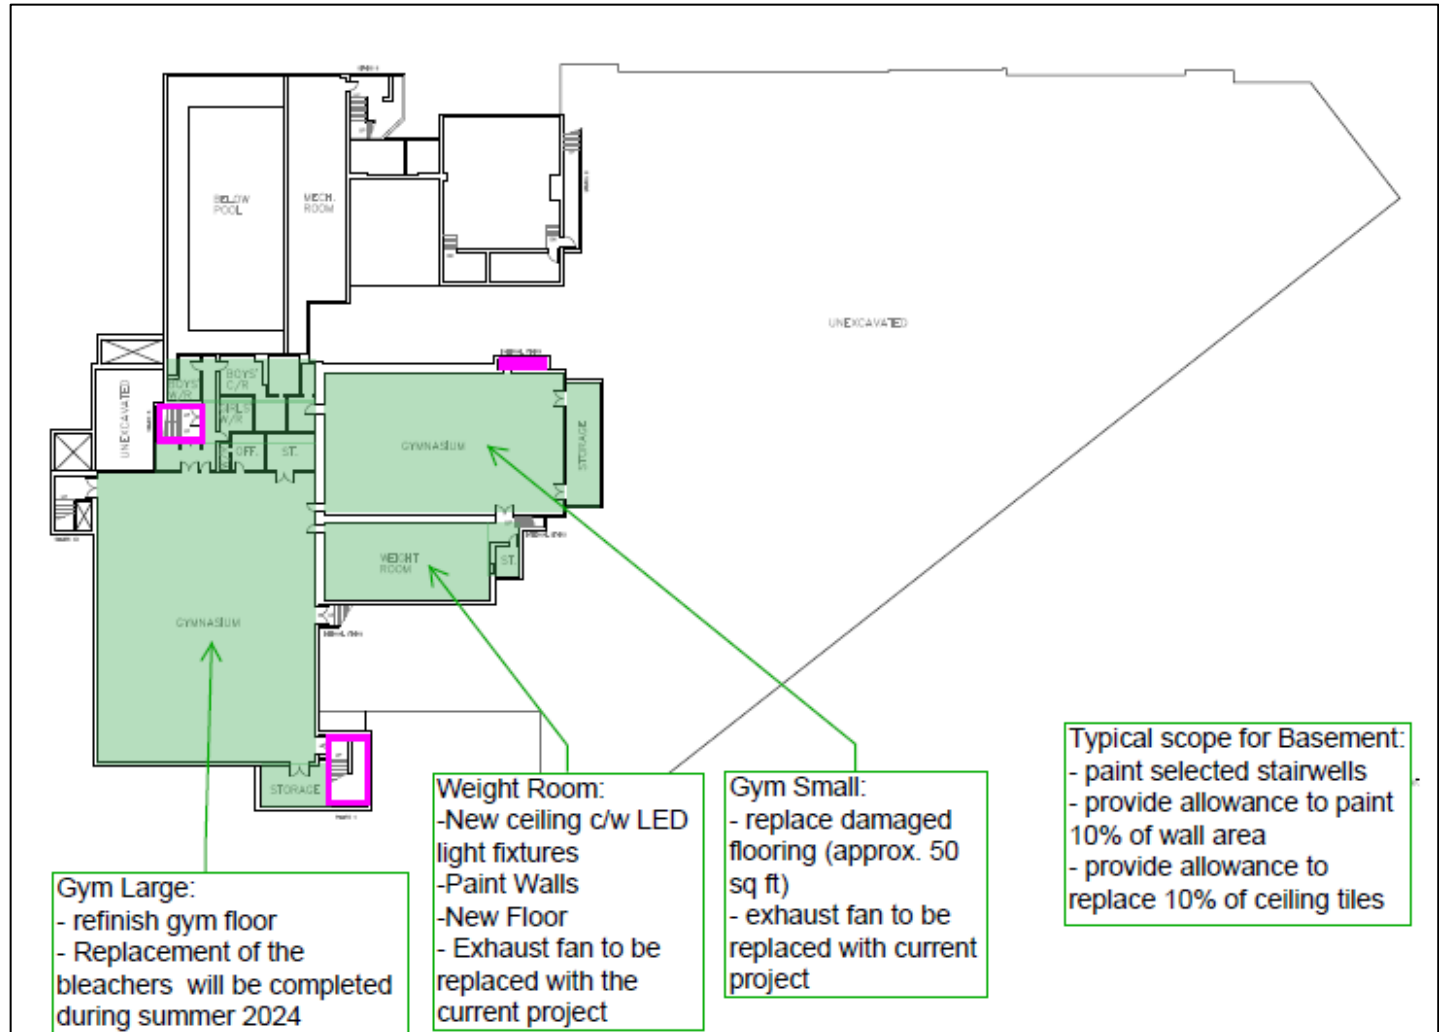 BELOW
POOL
MECH.
ROOM
UNEXCAVATED
UNEXCAVATED
BOYS'
W/R
BOYS'
C/R
GIRLS'
W/R
OFF.
ST.
GYMNASIUM
STORAGE
WEIGHT
ROOM
ST.
GYMNASIUM
STORAGE
Gym Large:
- refinish gym floor
- Replacement of the
bleachers will be completed
during summer 2024
Weight Room:
-New ceiling c/w LED
light fixtures
-Paint Walls
-New Floor
- Exhaust fan to be
replaced with the
current project
Gym Small:
- replace damaged
flooring (approx. 50
sq ft)
- exhaust fan to be
replaced with current
project
Typical scope for Basement:
- paint selected stairwells
- provide allowance to paint
10% of wall area
- provide allowance to
replace 10% of ceiling tiles